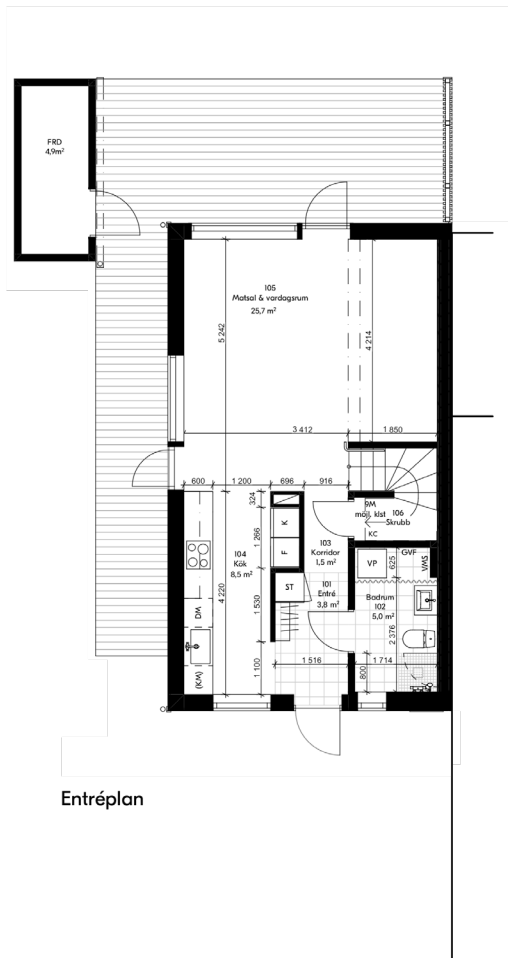 FRD
4,9m²
105
Matsal & vardagsrum
25,7 m²
5 242
4 214
3 412
1 850
600
1 200
696
916
324
9M
möjl. klst
106
Skrubb
KC
K
1 266
103
Korridor
1,5 m²
F
104
Kök
8,5 m²
VP
625
GVF
VMS
101
Entré
3,8 m²
ST
Badrum
102
5,0 m²
4 220
1 530
DM
2 376
1 516
1 714
1 100
800
(KM)
Entréplan